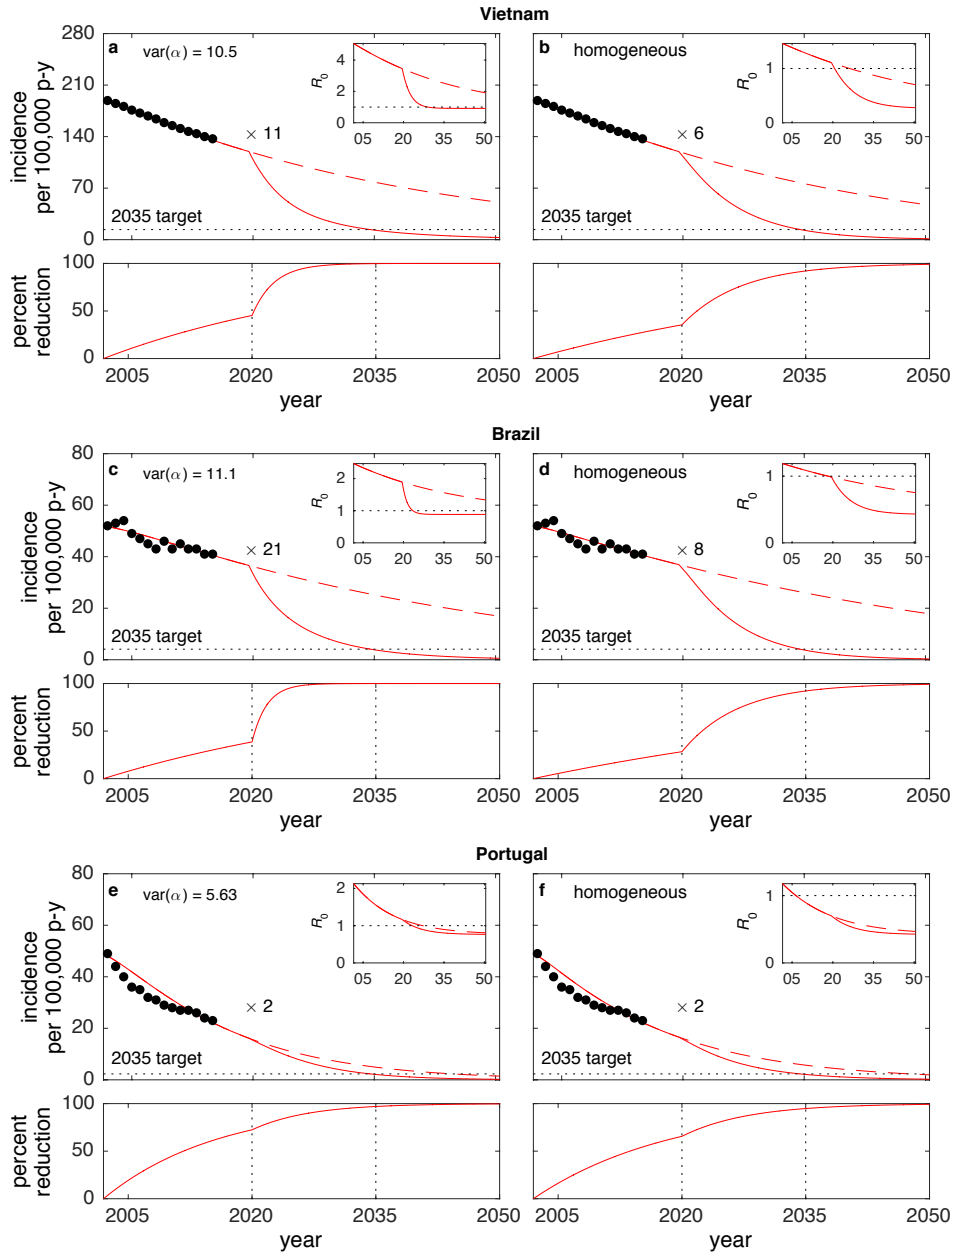 Vietnam
a var(α) = 10.5
b homogeneous
incidence
per 100,000 p-y
280
210
140
70
0
× 11
2035 target
R0
4
2
0
05 20 35 50
× 6
R0
1
0
05 20 35 50
percent
reduction
100
50
0
2005 2020 2035 2050
2005 2020 2035 2050
year
year
Brazil
c var(α) = 11.1
d homogeneous
incidence
per 100,000 p-y
80
60
40
20
0
× 21
2035 target
R0
2
1
0
05 20 35 50
× 8
R0
1
0
05 20 35 50
percent
reduction
100
50
0
2005 2020 2035 2050
2005 2020 2035 2050
year
year
Portugal
e var(α) = 5.63
f homogeneous
incidence
per 100,000 p-y
80
60
40
20
0
× 2
2035 target
R0
2
1
0
05 20 35 50
× 2
2035 target
R0
1
0
05 20 35 50
percent
reduction
100
50
0
2005 2020 2035 2050
2005 2020 2035 2050
year
year